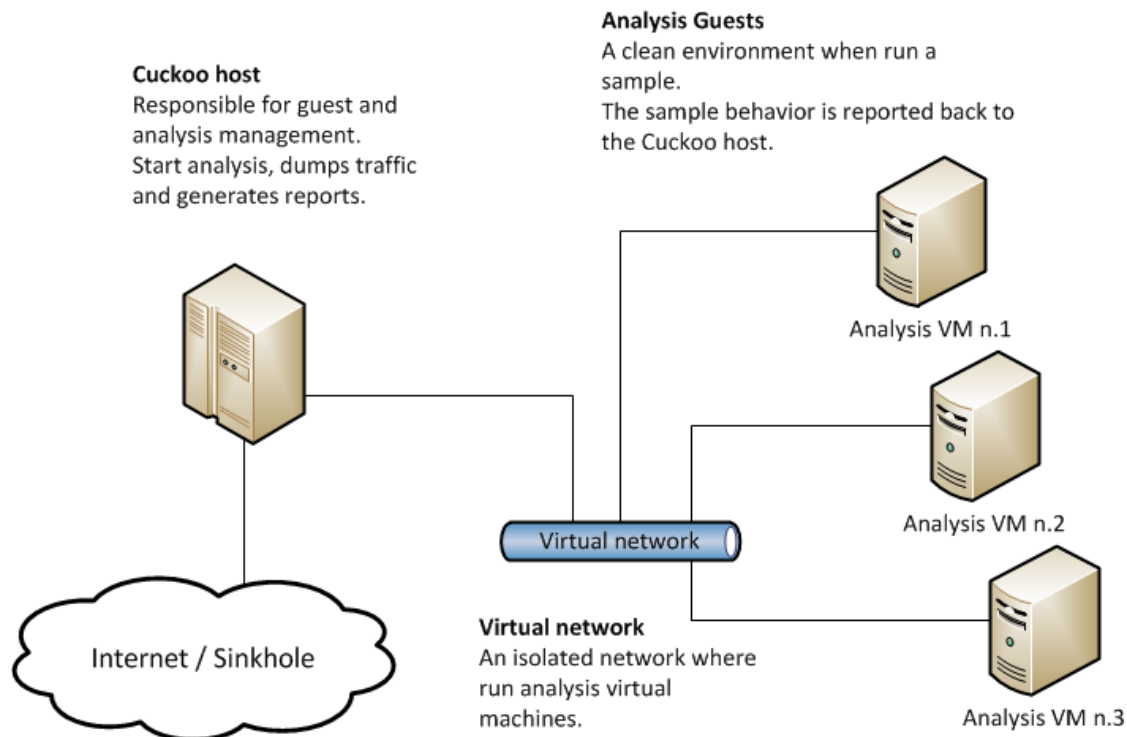 Analysis Guests
A clean environment when run a
sample.
The sample behavior is reported back to
the Cuckoo host.
Cuckoo host
Responsible for guest and
analysis management.
Start analysis, dumps traffic
and generates reports.
Analysis VM n.1
Analysis VM n.2
Virtual network
Analysis VM n.3
Internet / Sinkhole
Virtual network
An isolated network where
run analysis virtual
machines.